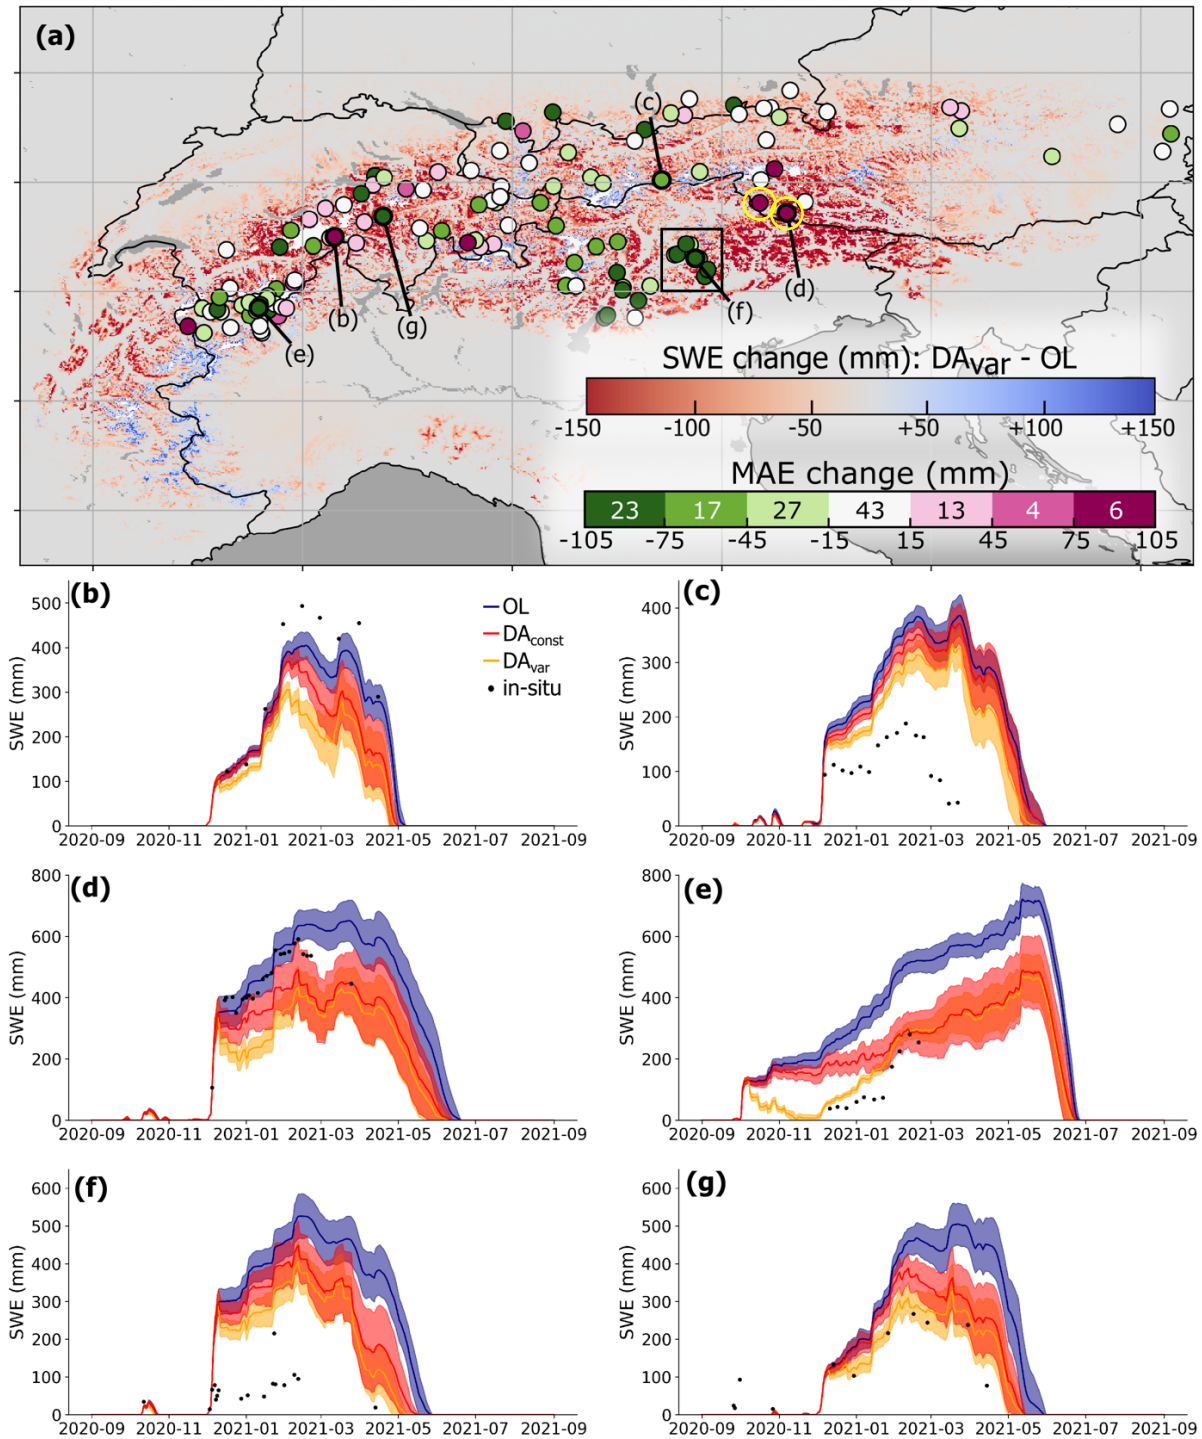 (a)
(c)
(b)
(g)
(e)
(f)
(d)
SWE change (mm): DAvar - OL
-150 -100 -50 +50 +100 +150
MAE change (mm)
23 17 27 43 13 4 6
-105 -75 -45 -15 15 45 75 105
(b)
OL
DAconst
DAvar
in-situ
SWE (mm)
500
400
300
200
100
0
2020-09 2020-11 2021-01 2021-03 2021-05 2021-07 2021-09
(c)
SWE (mm)
400
300
200
100
0
2020-09 2020-11 2021-01 2021-03 2021-05 2021-07 2021-09
(d)
SWE (mm)
800
600
400
200
0
2020-09 2020-11 2021-01 2021-03 2021-05 2021-07 2021-09
(e)
SWE (mm)
800
600
400
200
0
2020-09 2020-11 2021-01 2021-03 2021-05 2021-07 2021-09
(f)
SWE (mm)
600
500
400
300
200
100
0
2020-09 2020-11 2021-01 2021-03 2021-05 2021-07 2021-09
(g)
SWE (mm)
600
500
400
300
200
100
0
2020-09 2020-11 2021-01 2021-03 2021-05 2021-07 2021-09